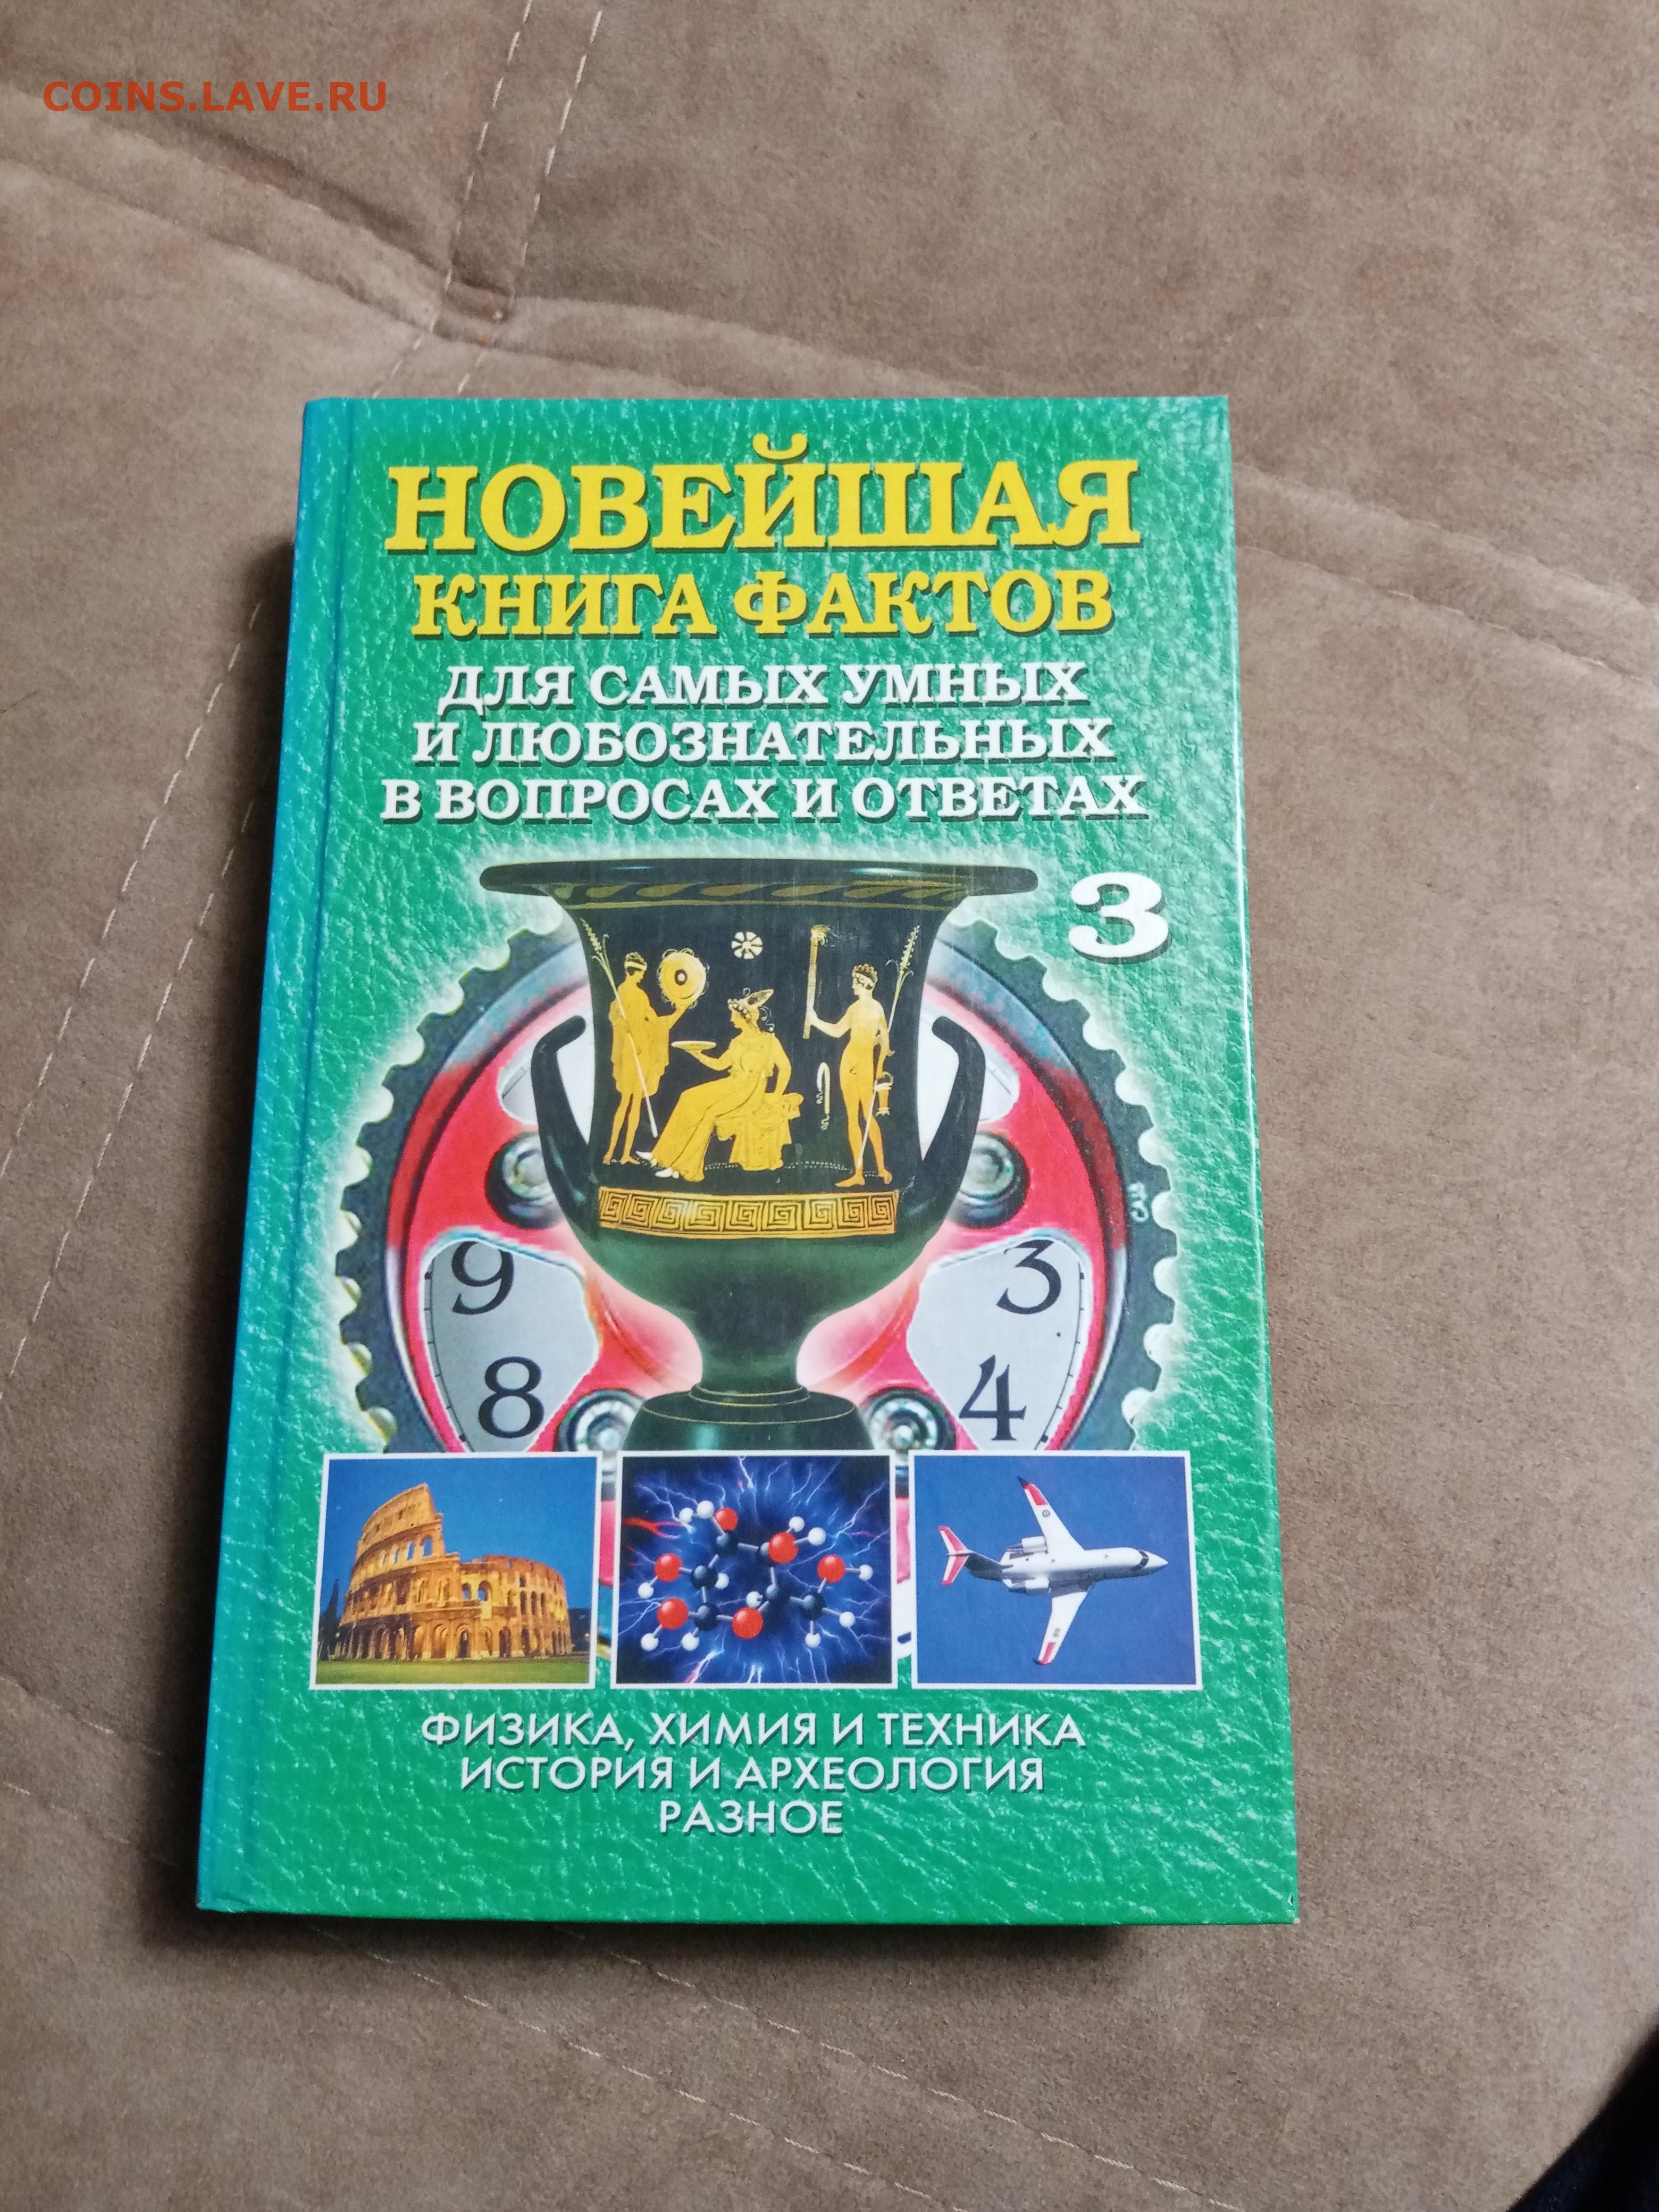 COINS.LAVE.RU
НОВЕЙШАЯ
КНИГА ФАКТОВ
ДЛЯ САМЫХ УМНЫХ
И ЛЮБОЗНАТЕЛЬНЫХ
В ВОПРОСАХ И ОТВЕТАХ
3
9 3
8 4
ФИЗИКА, ХИМИЯ И ТЕХНИКА
ИСТОРИЯ И АРХЕОЛОГИЯ
РАЗНОЕ